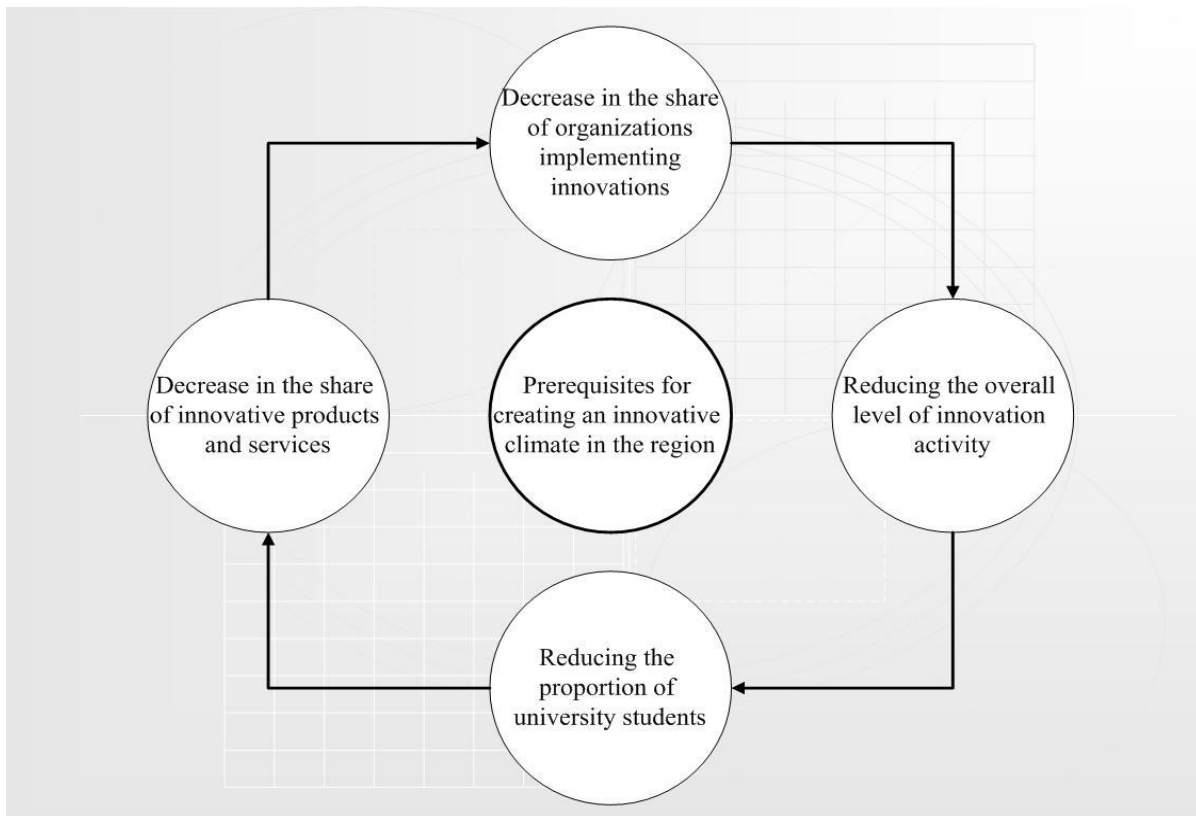 Decrease in the share
of organizations
implementing
innovations
Decrease in the share
of innovative products
and services
Prerequisites for
creating an innovative
climate in the region
Reducing the overall
level of innovation
activity
Reducing the
proportion of
university students